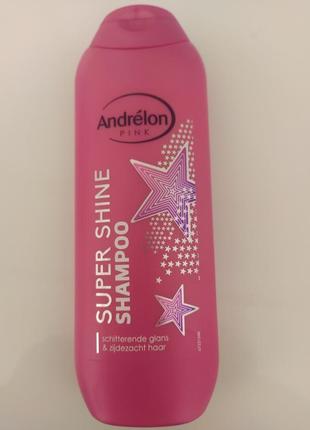 Andrélon
PINK
SUPER SHINE
SHAMPOO
schitterende glans
& zijdezacht haar